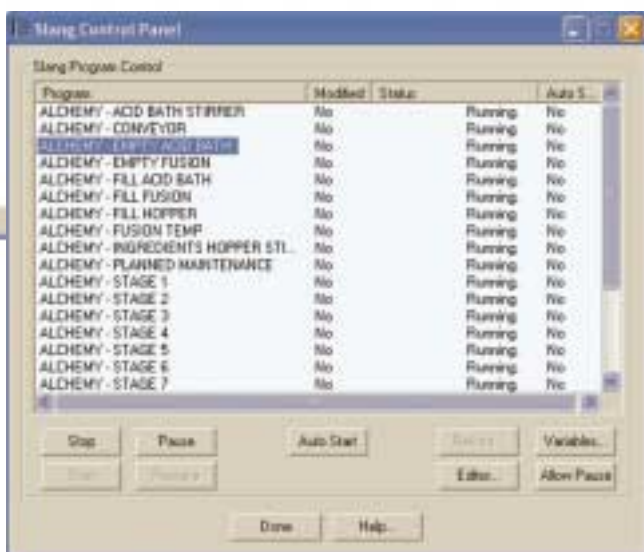 Slang Control Panel
Slang Program Control
Program Modified Status Auto S...
ALCHEMY - ACID BATH STIRRER No Running No
ALCHEMY - CONVEYOR No Running No
ALCHEMY - EMPTY ACID BATH No Running No
ALCHEMY - EMPTY FUSION No Running No
ALCHEMY - FILL ACID BATH No Running No
ALCHEMY - FILL FUSION No Running No
ALCHEMY - FILL HOPPER No Running No
ALCHEMY - FUSION TEMP No Running No
ALCHEMY - INGREDIENTS HOPPER STI... No Running No
ALCHEMY - PLANNED MAINTENANCE No Running No
ALCHEMY - STAGE 1 No Running No
ALCHEMY - STAGE 2 No Running No
ALCHEMY - STAGE 3 No Running No
ALCHEMY - STAGE 4 No Running No
ALCHEMY - STAGE 5 No Running No
ALCHEMY - STAGE 6 No Running No
ALCHEMY - STAGE 7 No Running No
Stop Pause Auto Start Variables...
Start Editor... Allow Pause
Done Help...